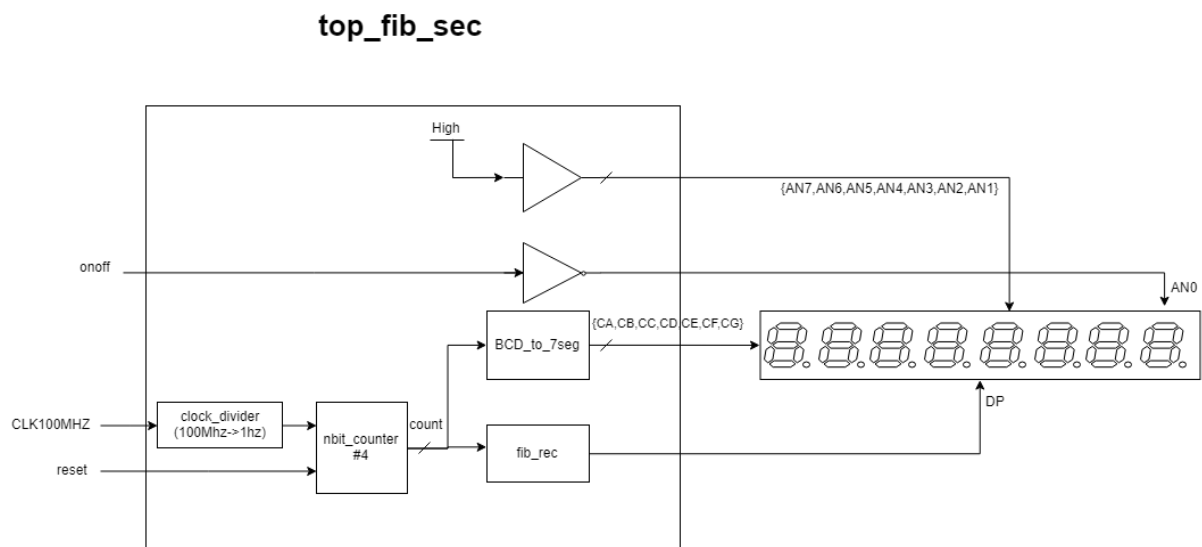 top_fib_sec
High
{AN7,AN6,AN5,AN4,AN3,AN2,AN1}
onoff
AN0
{CA,CB,CC,CD,CE,CF,CG}
BCD_to_7seg
DP
CLK100MHZ
clock_divider
(100Mhz->1hz)
nbit_counter
#4
count
fib_rec
reset